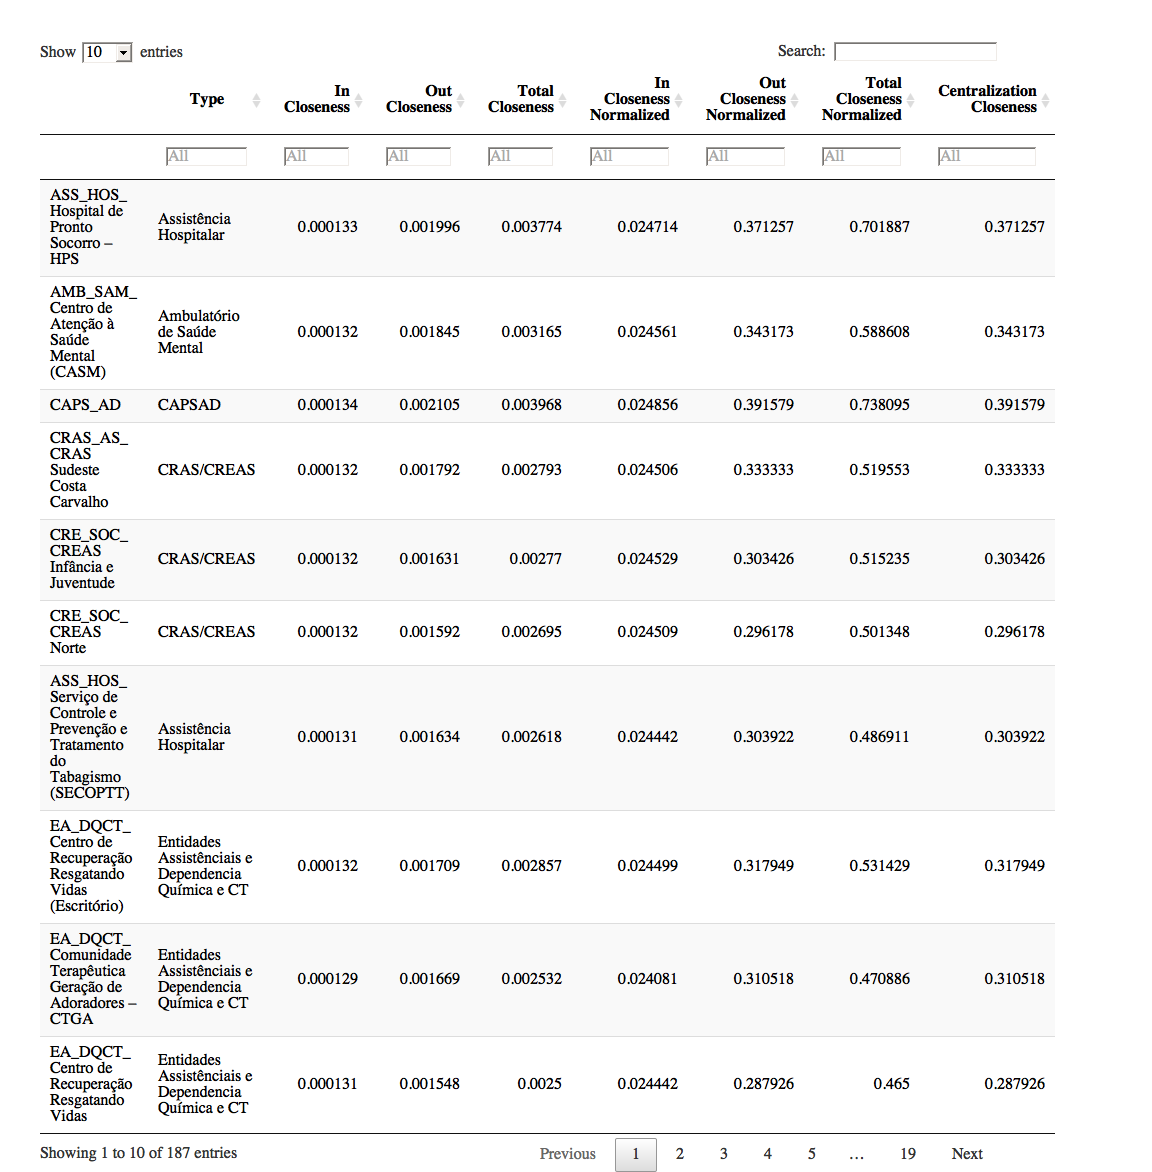 Show 10 entries Search:
Type In Closeness Out Closeness Total Closeness In Closeness Normalized Out Closeness Normalized Total Closeness Normalized Centralization Closeness
All All All All All All All All
ASS_HOS_
Hospital de
Pronto
Socorro –
HPS
Assistência
Hospitalar
0.000133 0.001996 0.003774 0.024714 0.371257 0.701887 0.371257
AMB_SAM_
Centro de
Atenção à
Saúde
Mental
(CASM)
Ambulatório
de Saúde
Mental
0.000132 0.001845 0.003165 0.024561 0.343173 0.588608 0.343173
CAPS_AD CAPSAD 0.000134 0.002105 0.003968 0.024856 0.391579 0.738095 0.391579
CRAS_AS_
CRAS
Sudeste
Costa
Carvalho
CRAS/CREAS 0.000132 0.001792 0.002793 0.024506 0.333333 0.519553 0.333333
CRE_SOC_
CREAS
Infância e
Juventude
CRAS/CREAS 0.000132 0.001631 0.00277 0.024529 0.303426 0.515235 0.303426
CRE_SOC_
CREAS
Norte
CRAS/CREAS 0.000132 0.001592 0.002695 0.024509 0.296178 0.501348 0.296178
ASS_HOS_
Serviço de
Controle e
Prevenção e
Tratamento
do
Tabagismo
(SECOPTT)
Assistência
Hospitalar
0.000131 0.001634 0.002618 0.024442 0.303922 0.486911 0.303922
EA_DQCT_
Centro de
Recuperação
Resgatando
Vidas
(Escritório)
Entidades
Assistênciais e
Dependencia
Química e CT
0.000132 0.001709 0.002857 0.024499 0.317949 0.531429 0.317949
EA_DQCT_
Comunidade
Terapêutica
Geração de
Adoradores –
CTGA
Entidades
Assistênciais e
Dependencia
Química e CT
0.000129 0.001669 0.002532 0.024081 0.310518 0.470886 0.310518
EA_DQCT_
Centro de
Recuperação
Resgatando
Vidas
Entidades
Assistênciais e
Dependencia
Química e CT
0.000131 0.001548 0.0025 0.024442 0.287926 0.465 0.287926
Showing 1 to 10 of 187 entries Previous 1 2 3 4 5 … 19 Next